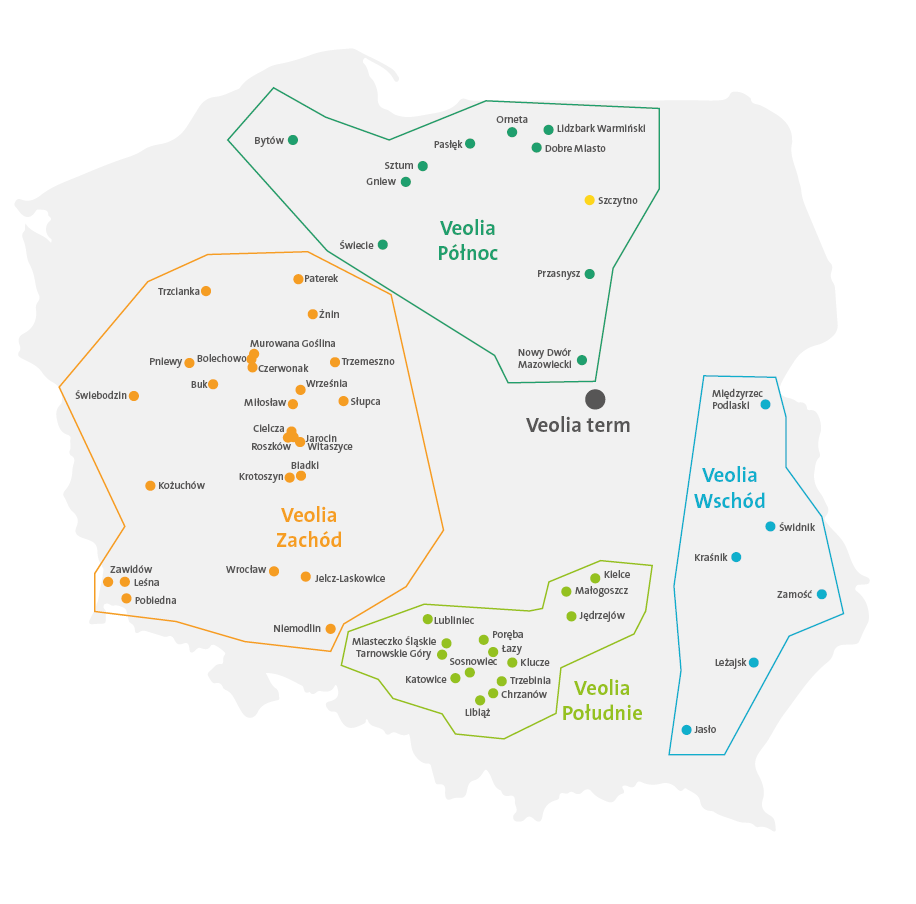 Orneta
Lidzbark Warmiński
Bytów
Pasłęk
Dobre Miasto
Sztum
Gniew
Szczytno
Veolia
Północ
Świecie
Przasnysz
Nowy Dwór
Mazowiecki
Veolia term
Paterek
Trzcianka
Żnin
Murowana Goślina
Pniewy
Bolechowo
Trzemeszno
Czerwonak
Buk
Września
Świebodzin
Miłosław
Słupca
Cielcza
Jarocin
Roszków
Witaszyce
Biadki
Krotoszyn
Kożuchów
Veolia
Zachód
Zawidów
Leśna
Pobiedna
Wrocław
Jelcz-Laskowice
Niemodlin
Międzyrzec
Podlaski
Veolia
Wschód
Świdnik
Kraśnik
Zamość
Leżajsk
Jasło
Kielce
Małogoszcz
Jędrzejów
Lubliniec
Poręba
Miasteczko Śląskie
Łazy
Tarnowskie Góry
Sosnowiec
Klucze
Katowice
Trzebinia
Chrzanów
Libiąż
Veolia
Południe